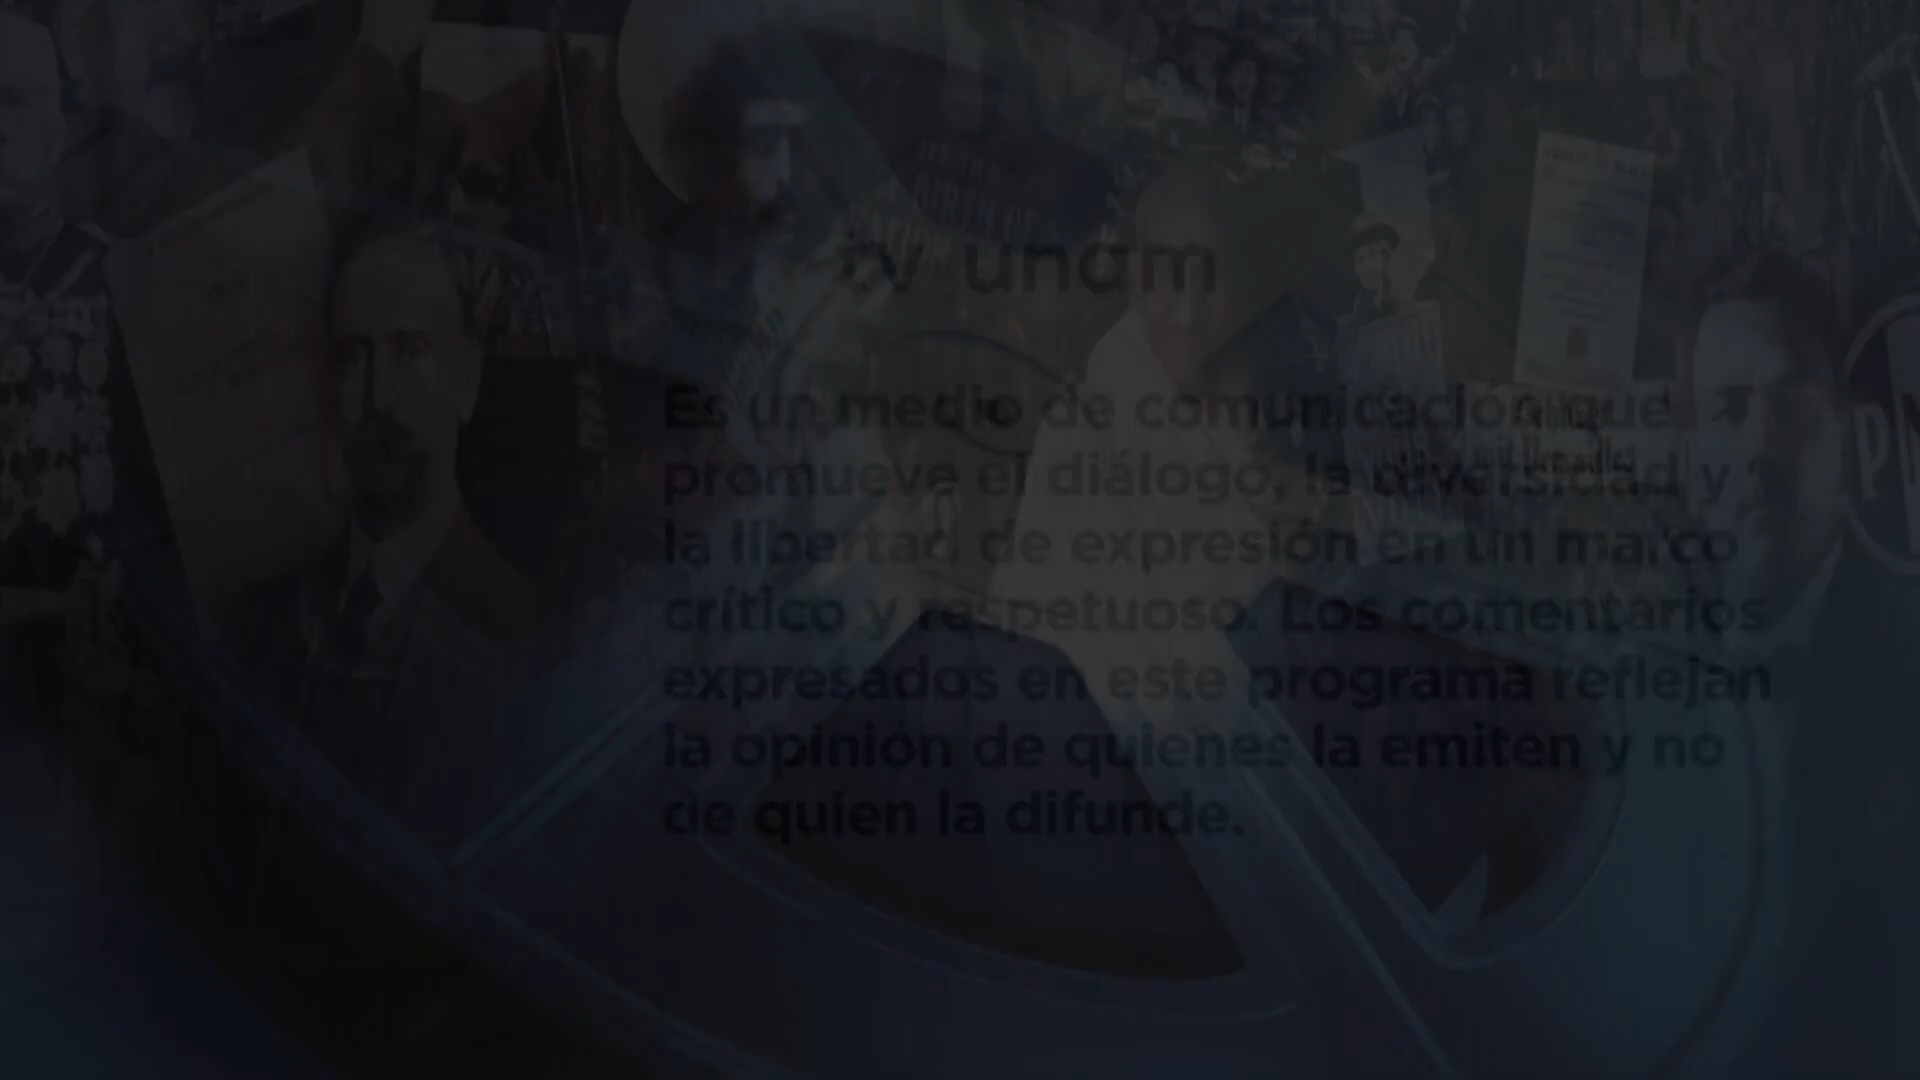 BIRTH OF
tv unam
Es un medio de comunicación que
promueve el diálogo, la diversidad y
la libertad de expresión en un marco
crítico y respetuoso. Los comentarios
expresados en este programa reflejan
la opinión de quienes la emiten y no
de quien la difunde.